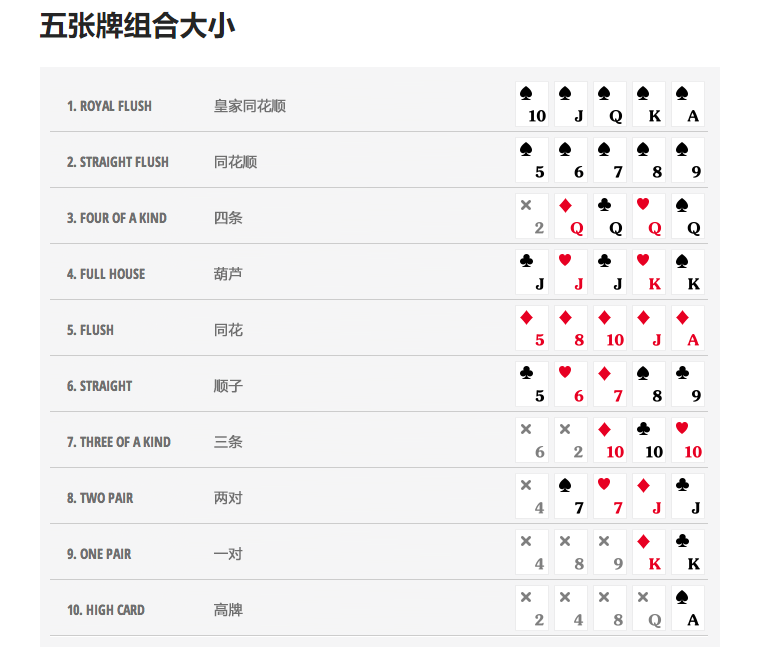 五张牌组合大小
1. ROYAL FLUSH 皇家同花顺 ♠10 ♠J ♠Q ♠K ♠A
2. STRAIGHT FLUSH 同花顺 ♠5 ♠6 ♠7 ♠8 ♠9
3. FOUR OF A KIND 四条 ×2 ♦Q ♣Q ♥Q ♠Q
4. FULL HOUSE 葫芦 ♣J ♥J ♣J ♥K ♠K
5. FLUSH 同花 ♦5 ♦8 ♦10 ♦J ♦A
6. STRAIGHT 顺子 ♣5 ♥6 ♦7 ♠8 ♣9
7. THREE OF A KIND 三条 ×6 ×2 ♦10 ♣10 ♥10
8. TWO PAIR 两对 ×4 ♠7 ♥7 ♦J ♣J
9. ONE PAIR 一对 ×4 ×8 ×9 ♦K ♣K
10. HIGH CARD 高牌 ×2 ×4 ×8 ×Q ♠A